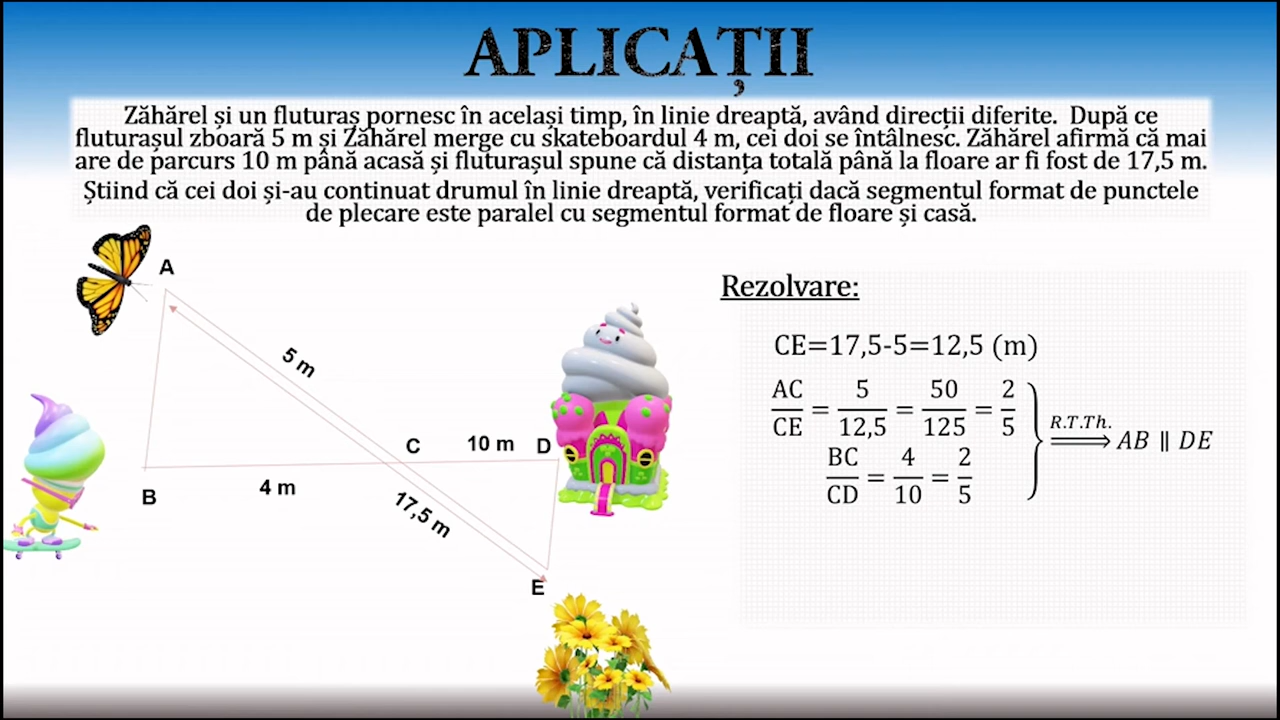 APLICAȚII
Zăhărel și un fluturaș pornesc în același timp, în linie dreaptă, având direcții diferite. După ce
fluturașul zboară 5 m și Zăhărel merge cu skateboardul 4 m, cei doi se întâlnesc. Zăhărel afirmă că mai
are de parcurs 10 m până acasă și fluturașul spune că distanța totală până la floare ar fi fost de 17,5 m.
Știind că cei doi și-au continuat drumul în linie dreaptă, verificați dacă segmentul format de punctele
de plecare este paralel cu segmentul format de floare și casă.
A
5 m
C
10 m
D
B
4 m
17,5 m
E
Rezolvare:
CE=17,5-5=12,5 (m)
AC/CE = 5/12,5 = 50/125 = 2/5
BC/CD = 4/10 = 2/5
R.T.Th.
⟹ AB ∥ DE